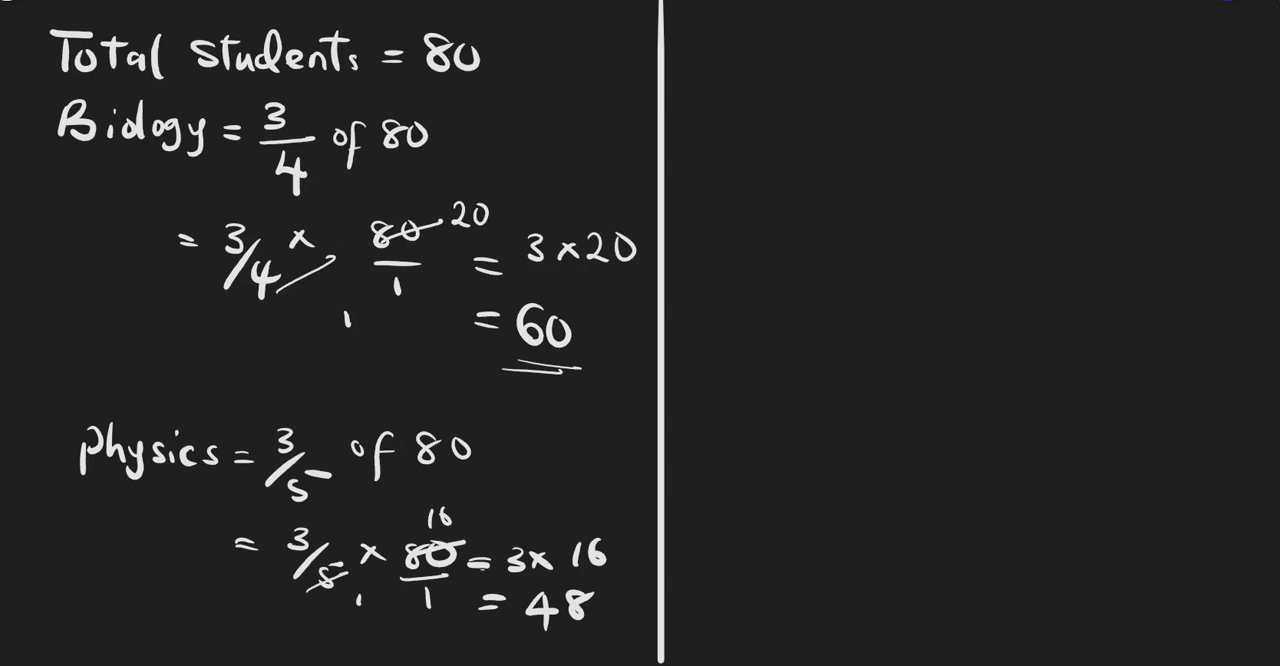 Total students = 80
Biology = 3/4 of 80
= 3/4 × 80/1 20 = 3 × 20
1 = 60
Physics = 3/5 of 80
16
= 3/5 × 80/1 = 3 × 16
1 = 48